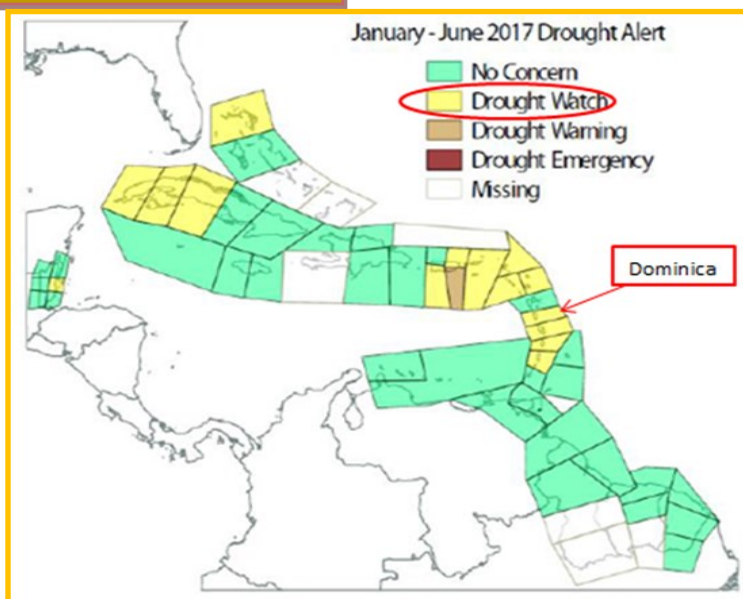 January - June 2017 Drought Alert
No Concern
Drought Watch
Drought Warning
Drought Emergency
Missing
Dominica